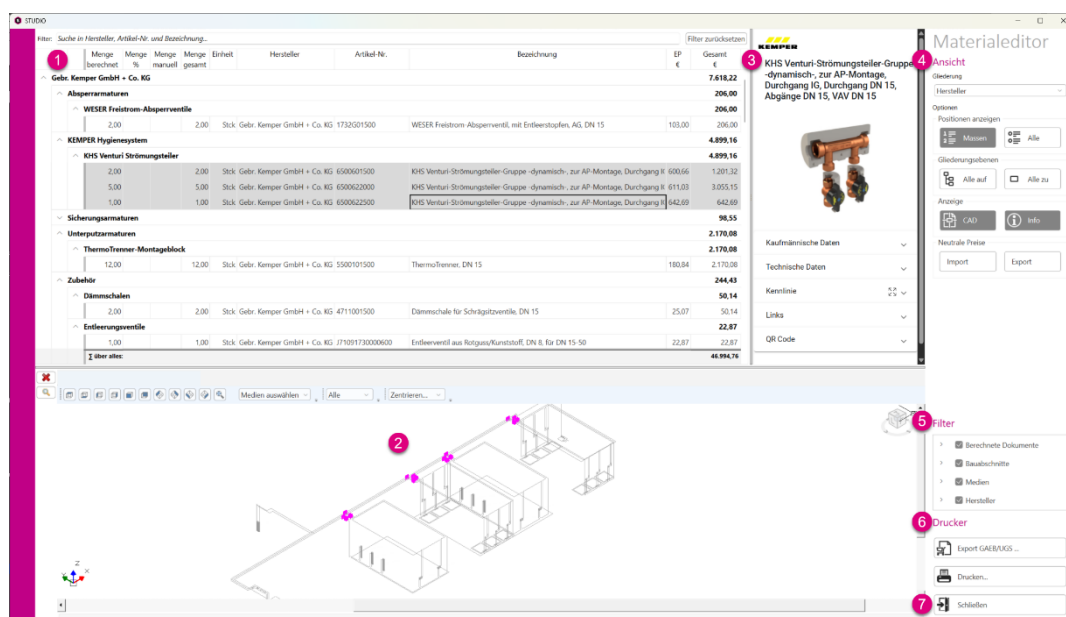 STUDIO
Filter: Suche in Hersteller, Artikel-Nr. und Bezeichnung... Filter zurücksetzen
1
Menge berechnet Menge % Menge manuell Menge gesamt Einheit Hersteller Artikel-Nr. Bezeichnung EP € Gesamt €
Gebr. Kemper GmbH + Co. KG 7.618,22
Absperrarmaturen 206,00
WESER Freistrom-Absperrventile 206,00
2,00 2,00 Stck Gebr. Kemper GmbH + Co. KG 1732G01500 WESER Freistrom-Absperrventil, mit Entleerstopfen, AG, DN 15 103,00 206,00
KEMPER Hygienesystem 4.899,16
KHS Venturi Strömungsteiler 4.899,16
2,00 2,00 Stck Gebr. Kemper GmbH + Co. KG 6500601500 KHS Venturi-Strömungsteiler-Gruppe -dynamisch-, zur AP-Montage, Durchgang IG 600,66 1.201,32
5,00 5,00 Stck Gebr. Kemper GmbH + Co. KG 6500622000 KHS Venturi-Strömungsteiler-Gruppe -dynamisch-, zur AP-Montage, Durchgang IG 611,03 3.055,15
1,00 1,00 Stck Gebr. Kemper GmbH + Co. KG 6500622500 KHS Venturi-Strömungsteiler-Gruppe -dynamisch-, zur AP-Montage, Durchgang IG 642,69 642,69
Sicherungsarmaturen 98,55
Unterputzarmaturen 2.170,08
ThermoTrenner-Montageblock 2.170,08
12,00 12,00 Stck Gebr. Kemper GmbH + Co. KG 5500101500 ThermoTrenner, DN 15 180,84 2.170,08
Zubehör 244,43
Dämmschalen 50,14
2,00 2,00 Stck Gebr. Kemper GmbH + Co. KG 4711001500 Dämmschale für Schrägsitzventile, DN 15 25,07 50,14
Entleerungsventile 22,87
1,00 1,00 Stck Gebr. Kemper GmbH + Co. KG J71091730000600 Entleerventil aus Rotguss/Kunststoff, DN 8, für DN 15-50 22,87 22,87
∑ über alles: 46.994,76
KEMPER
3
KHS Venturi-Strömungsteiler-Gruppe
-dynamisch-, zur AP-Montage,
Durchgang IG, Durchgang DN 15,
Abgänge DN 15, VAV DN 15
Kaufmännische Daten
Technische Daten
Kennlinie
Links
QR Code
Materialeditor
4 Ansicht
Gliederung
Hersteller
Optionen
Positionen anzeigen
Massen Alle
Gliederungsebenen
Alle auf Alle zu
Anzeige
CAD Info
Neutrale Preise
Import Export
Medien auswählen Alle Zentrieren...
2
Z
X
Y
5 Filter
Berechnete Dokumente
Bauabschnitte
Medien
Hersteller
6 Drucker
Export GAEB/UGS ...
Drucken...
7 Schließen